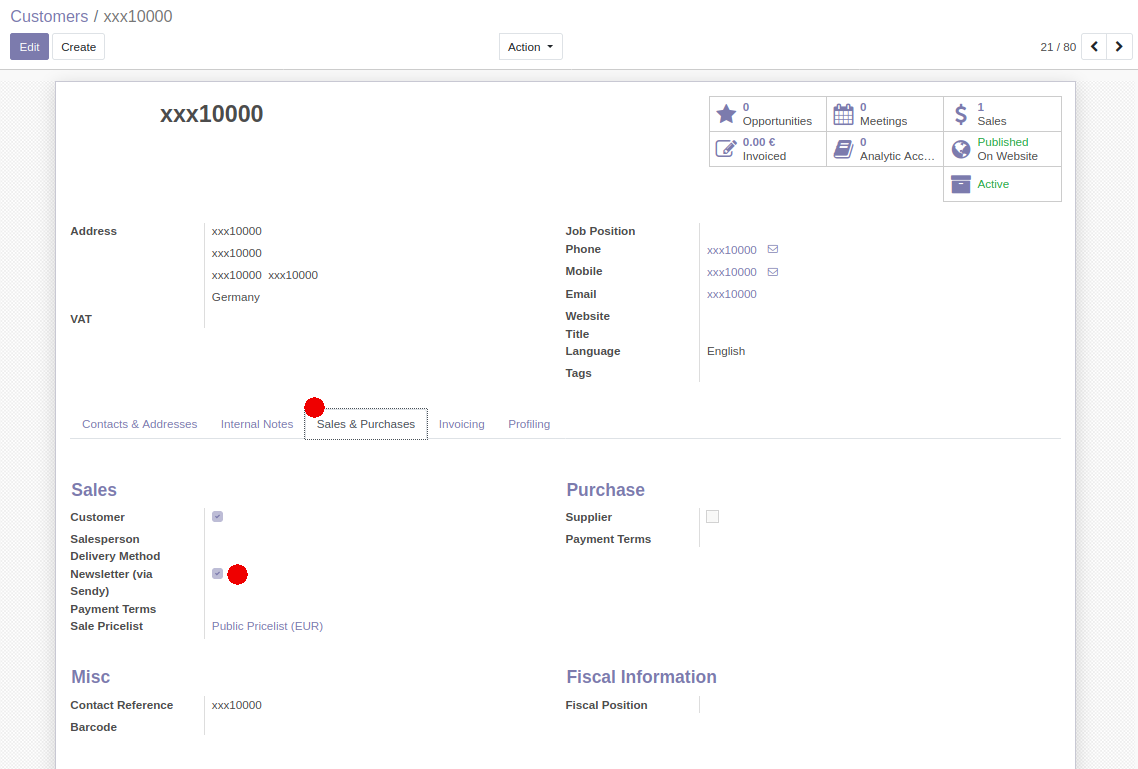 Customers / xxx10000
Edit Create Action 21 / 80
xxx10000
0 Opportunities
0 Meetings
1 Sales
0.00 € Invoiced
0 Analytic Acc...
Published On Website
Active
Address xxx10000
xxx10000
xxx10000 xxx10000
Germany
VAT
Job Position
Phone xxx10000
Mobile xxx10000
Email xxx10000
Website
Title
Language English
Tags
Contacts & Addresses Internal Notes Sales & Purchases Invoicing Profiling
Sales
Customer
Salesperson
Delivery Method
Newsletter (via
Sendy)
Payment Terms
Sale Pricelist Public Pricelist (EUR)
Purchase
Supplier
Payment Terms
Misc
Contact Reference xxx10000
Barcode
Fiscal Information
Fiscal Position